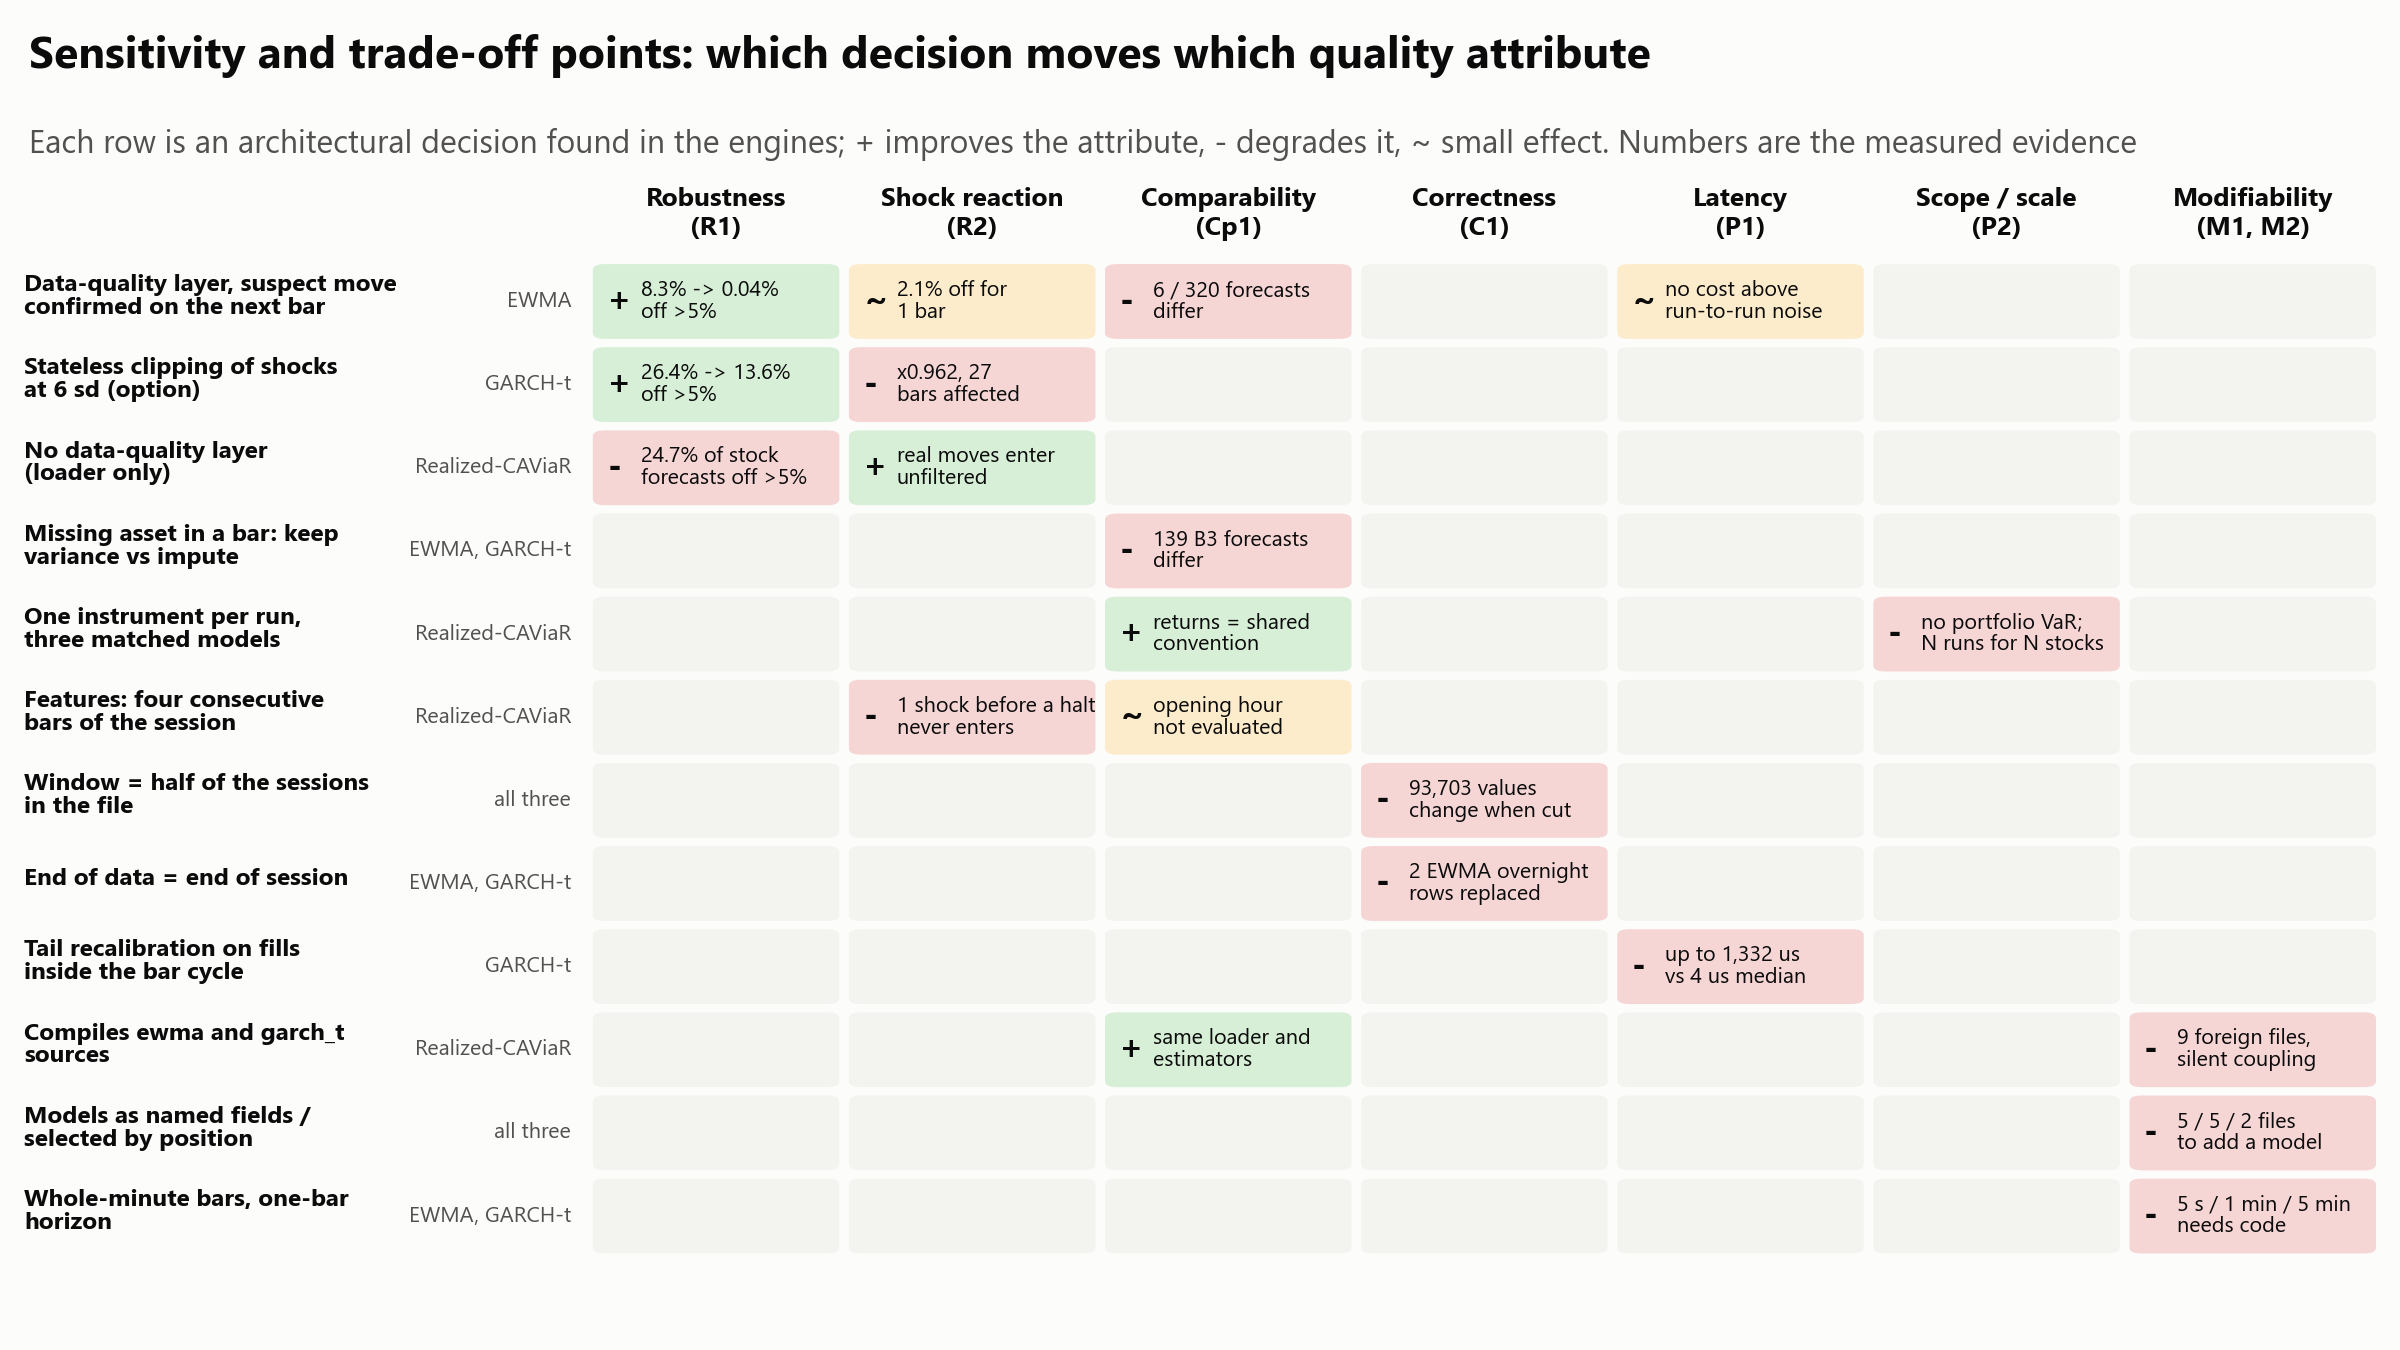 Sensitivity and trade-off points: which decision moves which quality attribute
Each row is an architectural decision found in the engines; + improves the attribute, - degrades it, ~ small effect. Numbers are the measured evidence
Robustness
(R1)
Shock reaction
(R2)
Comparability
(Cp1)
Correctness
(C1)
Latency
(P1)
Scope / scale
(P2)
Modifiability
(M1, M2)
Data-quality layer, suspect move
confirmed on the next bar
EWMA
+ 8.3% -> 0.04%
off >5%
~ 2.1% off for
1 bar
- 6 / 320 forecasts
differ
~ no cost above
run-to-run noise
Stateless clipping of shocks
at 6 sd (option)
GARCH-t
+ 26.4% -> 13.6%
off >5%
- x0.962, 27
bars affected
No data-quality layer
(loader only)
Realized-CAViaR
- 24.7% of stock
forecasts off >5%
+ real moves enter
unfiltered
Missing asset in a bar: keep
variance vs impute
EWMA, GARCH-t
- 139 B3 forecasts
differ
One instrument per run,
three matched models
Realized-CAViaR
+ returns = shared
convention
- no portfolio VaR;
N runs for N stocks
Features: four consecutive
bars of the session
Realized-CAViaR
- 1 shock before a halt
never enters
~ opening hour
not evaluated
Window = half of the sessions
in the file
all three
- 93,703 values
change when cut
End of data = end of session
EWMA, GARCH-t
- 2 EWMA overnight
rows replaced
Tail recalibration on fills
inside the bar cycle
GARCH-t
- up to 1,332 us
vs 4 us median
Compiles ewma and garch_t
sources
Realized-CAViaR
+ same loader and
estimators
- 9 foreign files,
silent coupling
Models as named fields /
selected by position
all three
- 5 / 5 / 2 files
to add a model
Whole-minute bars, one-bar
horizon
EWMA, GARCH-t
- 5 s / 1 min / 5 min
needs code